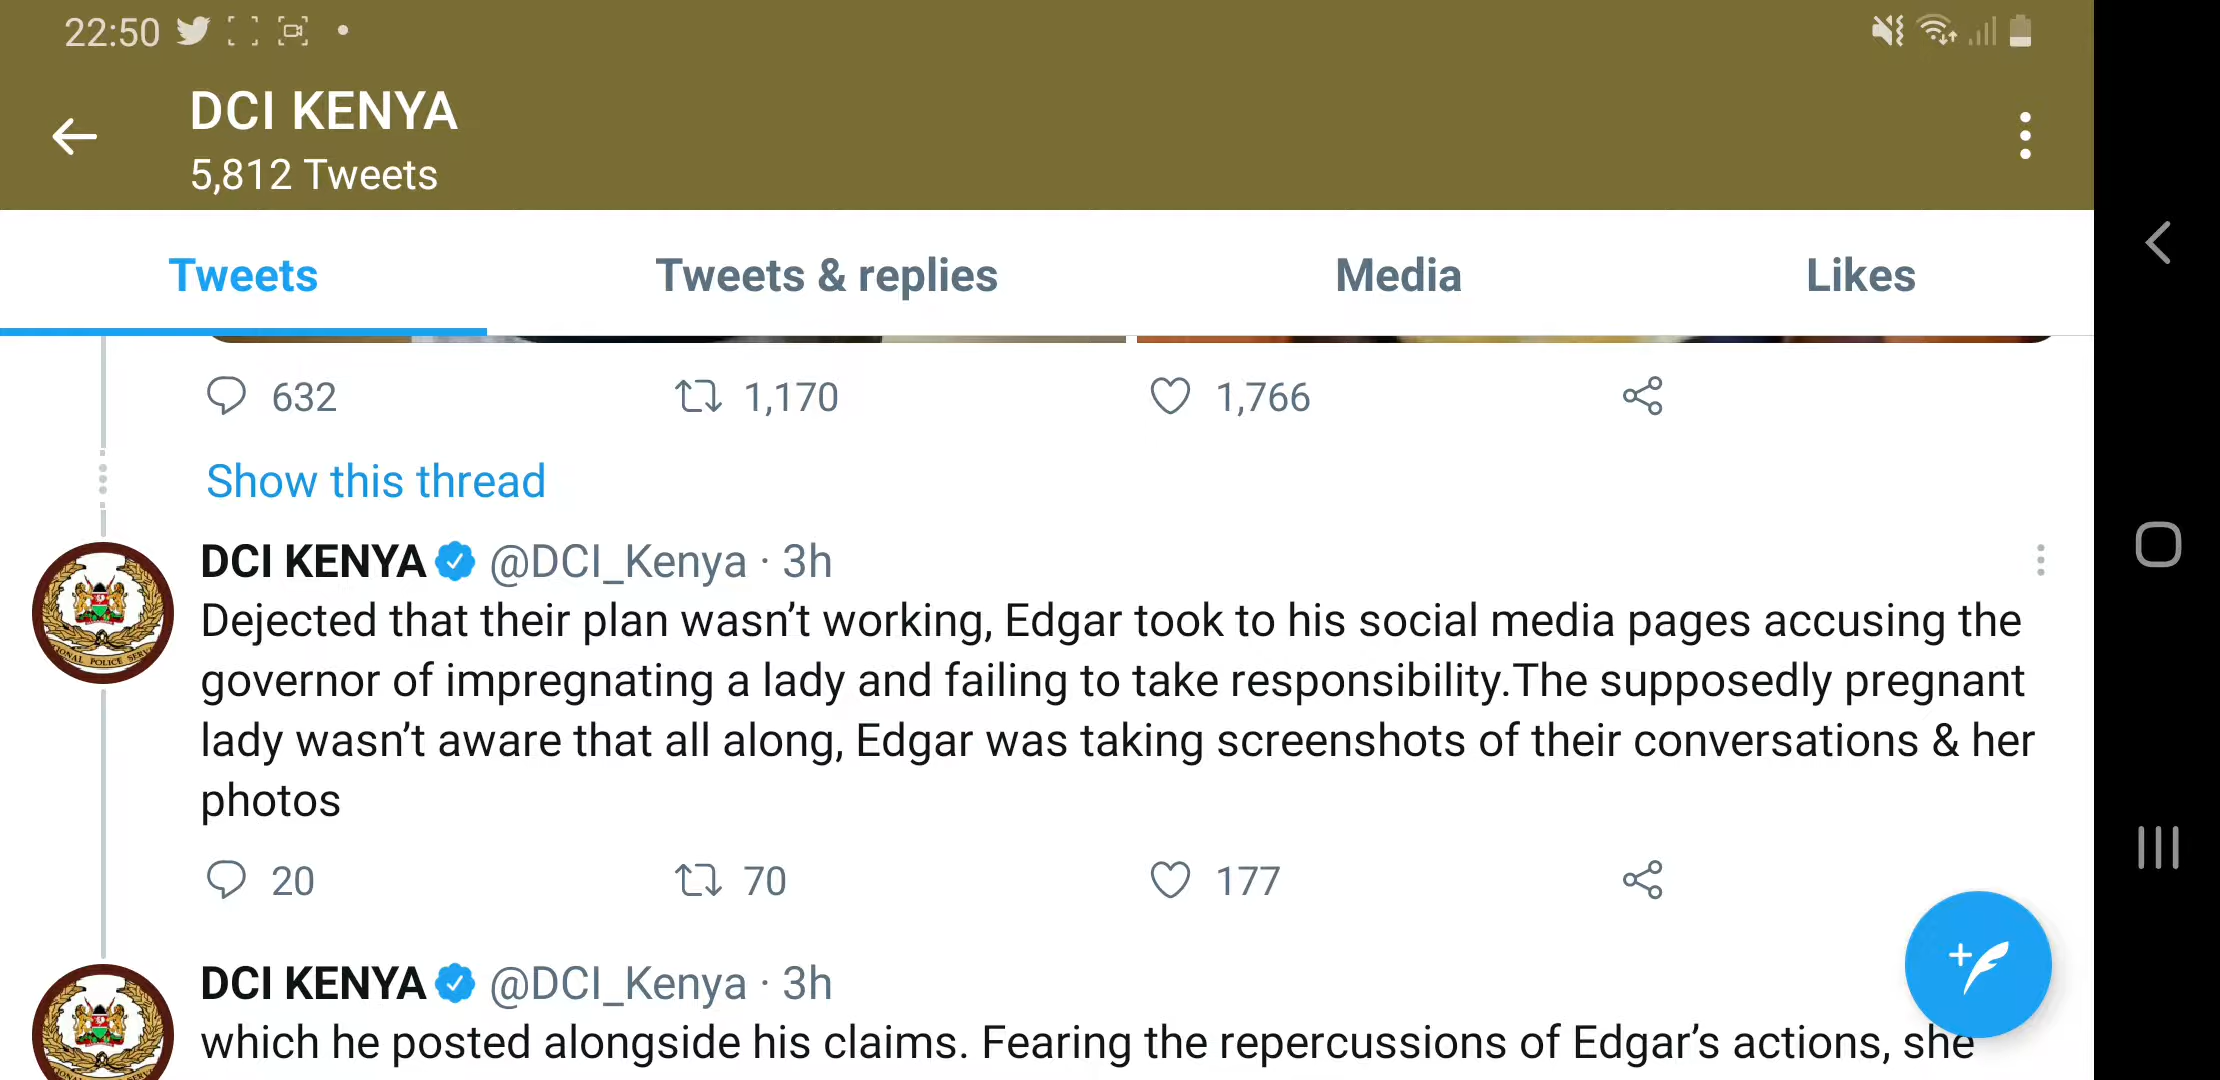 22:50
DCI KENYA
5,812 Tweets
Tweets
Tweets & replies
Media
Likes
632
1,170
1,766
Show this thread
DCI KENYA @DCI_Kenya · 3h
Dejected that their plan wasn’t working, Edgar took to his social media pages accusing the
governor of impregnating a lady and failing to take responsibility.The supposedly pregnant
lady wasn’t aware that all along, Edgar was taking screenshots of their conversations & her
photos
20
70
177
DCI KENYA @DCI_Kenya · 3h
which he posted alongside his claims. Fearing the repercussions of Edgar’s actions, she